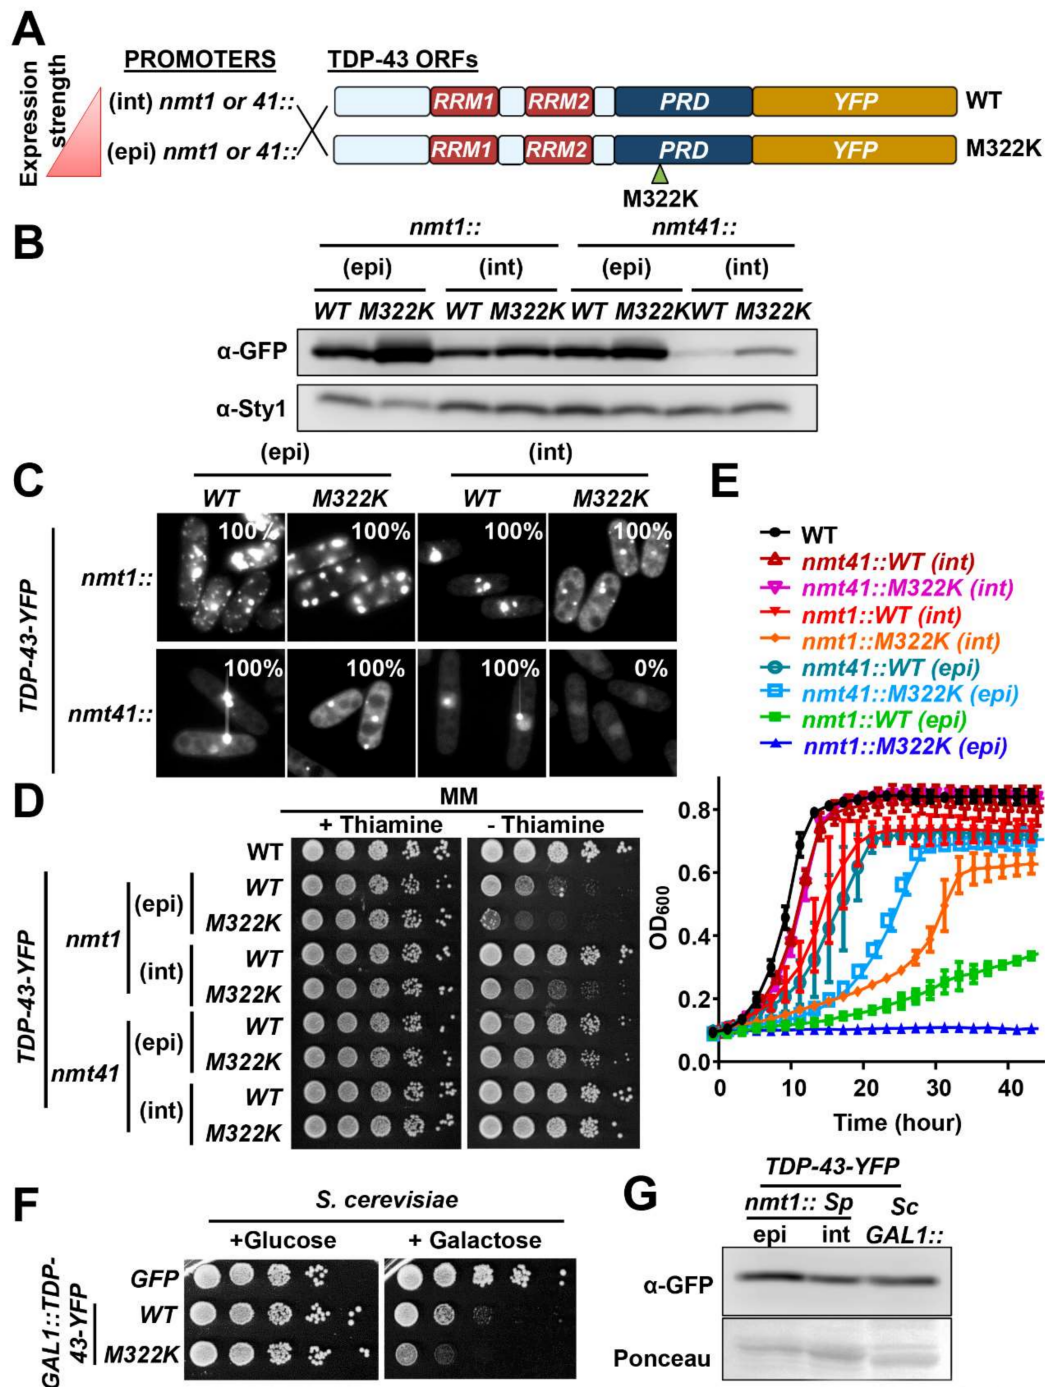 A
Expression strength
PROMOTERS
TDP-43 ORFs
(int) nmt1 or 41::
RRM1 RRM2 PRD YFP WT
(epi) nmt1 or 41::
RRM1 RRM2 PRD YFP M322K
M322K
B
nmt1:: nmt41::
(epi) (int) (epi) (int)
WT M322K WT M322K WT M322K WT M322K
α-GFP
α-Sty1
C
(epi) (int)
WT M322K WT M322K
TDP-43-YFP
nmt1::
100% 100% 100% 100%
nmt41::
100% 100% 100% 0%
D
MM
+ Thiamine - Thiamine
WT
TDP-43-YFP
nmt1
(epi)
WT
M322K
(int)
WT
M322K
nmt41
(epi)
WT
M322K
(int)
WT
M322K
E
WT
nmt41::WT (int)
nmt41::M322K (int)
nmt1::WT (int)
nmt1::M322K (int)
nmt41::WT (epi)
nmt41::M322K (epi)
nmt1::WT (epi)
nmt1::M322K (epi)
OD600
0.8
0.6
0.4
0.2
0.0
0 10 20 30 40
Time (hour)
F
S. cerevisiae
+Glucose + Galactose
GAL1::TDP-
43-YFP
GFP
WT
M322K
G
TDP-43-YFP
nmt1:: Sp Sc
epi int GAL1::
α-GFP
Ponceau